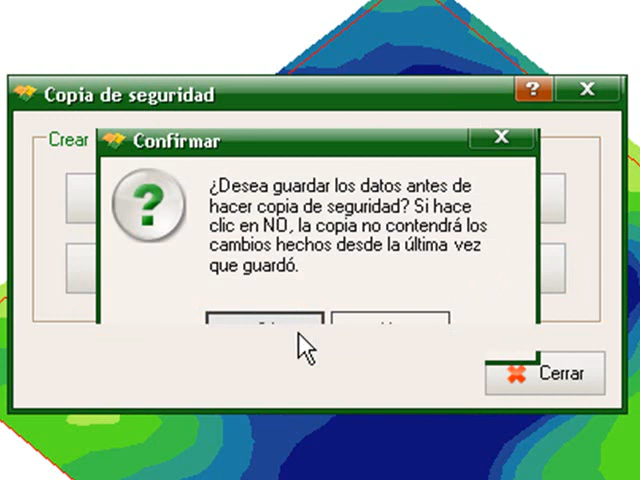 Copia de seguridad
?
X
Crear
Confirmar
X
?
¿Desea guardar los datos antes de
hacer copia de seguridad? Si hace
clic en NO, la copia no contendrá los
cambios hechos desde la última vez
que guardó.
Cerrar